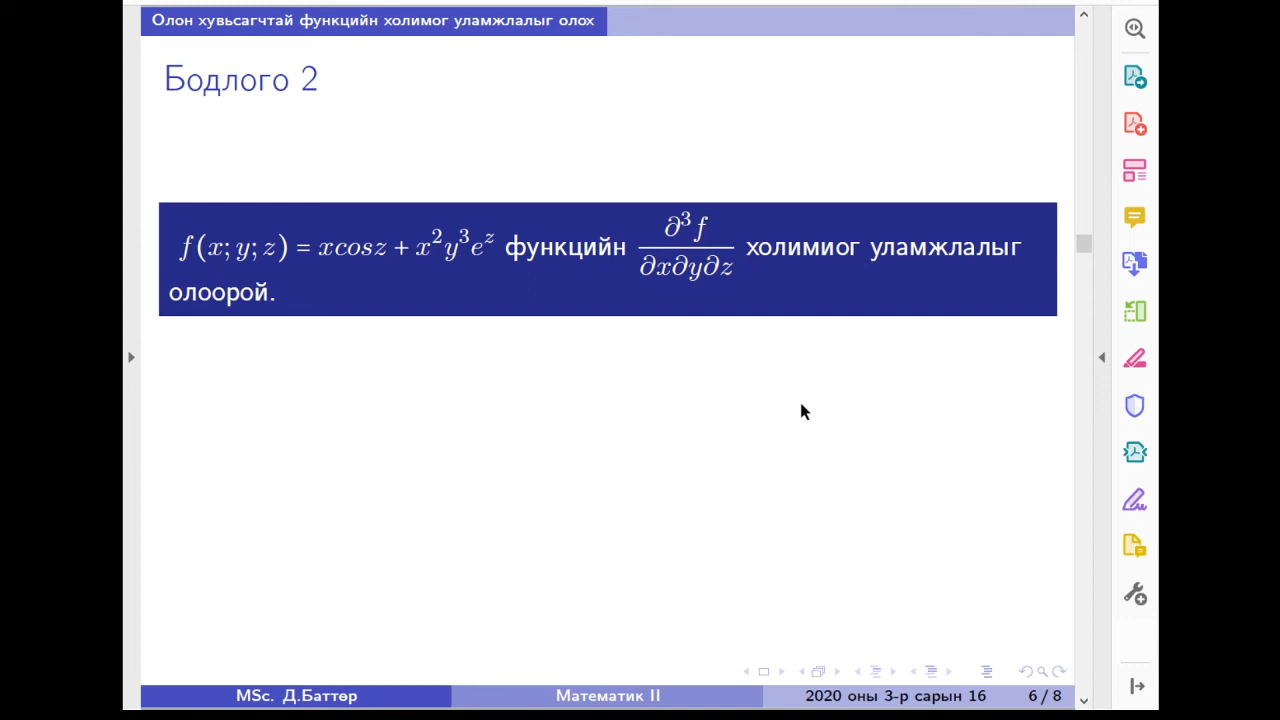 Олон хувьсагчтай функцийн холимог уламжлалыг олох
Бодлого 2
f(x; y; z) = xcosz + x²y³eᶻ функцийн ∂³f/∂x∂y∂z холимиог уламжлалыг
олоорой.
MSc. Д.Баттөр Математик II 2020 оны 3-р сарын 16 6 / 8